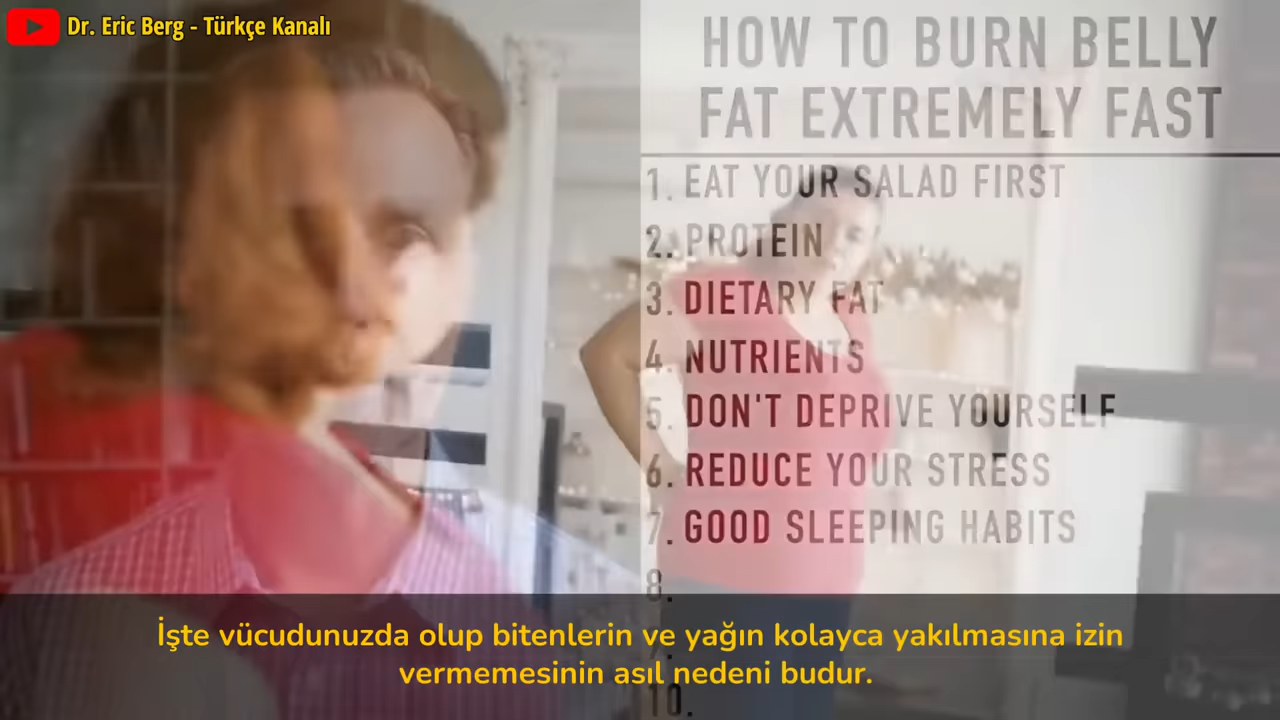 Dr. Eric Berg - Türkçe Kanalı
HOW TO BURN BELLY
FAT EXTREMELY FAST
1. EAT YOUR SALAD FIRST
2. PROTEIN
3. DIETARY FAT
4. NUTRIENTS
5. DON'T DEPRIVE YOURSELF
6. REDUCE YOUR STRESS
7. GOOD SLEEPING HABITS
8.
İşte vücudunuzda olup bitenlerin ve yağın kolayca yakılmasına izin
vermemesinin asıl nedeni budur.
10.